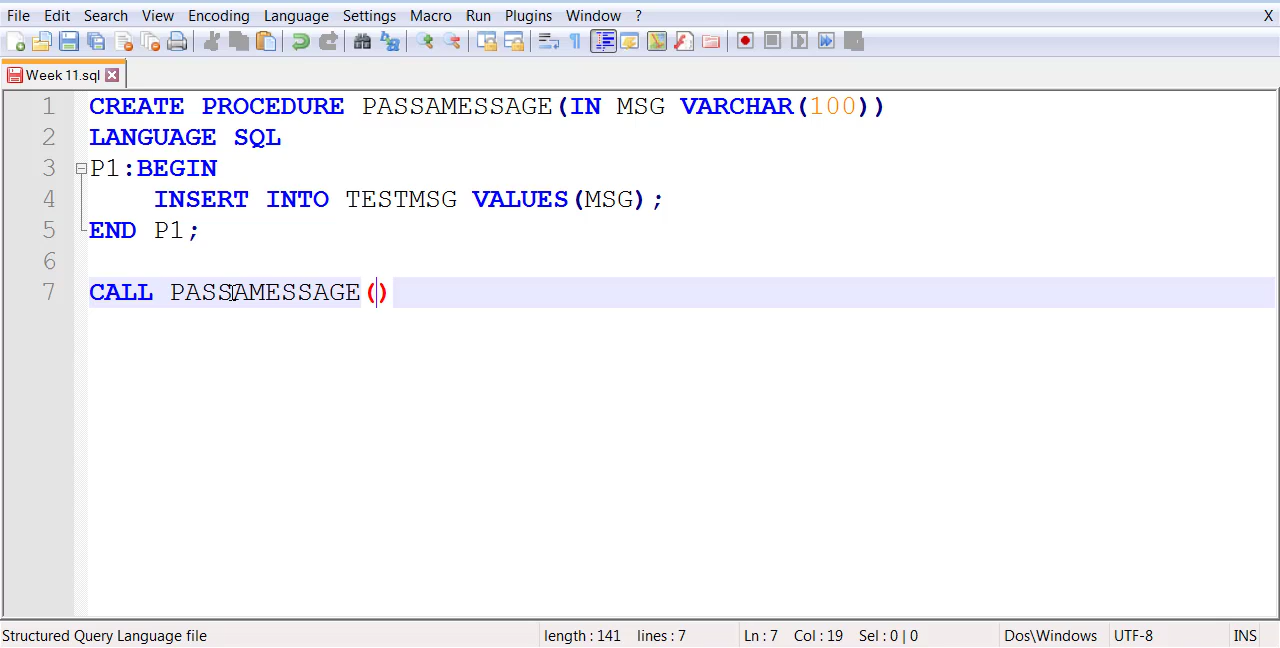 File Edit Search View Encoding Language Settings Macro Run Plugins Window ? X
Week 11.sql
1 CREATE PROCEDURE PASSAMESSAGE(IN MSG VARCHAR(100))
2 LANGUAGE SQL
3 P1:BEGIN
4 INSERT INTO TESTMSG VALUES(MSG);
5 END P1;
6
7 CALL PASSAMESSAGE()
Structured Query Language file length : 141 lines : 7 Ln : 7 Col : 19 Sel : 0 | 0 Dos\Windows UTF-8 INS